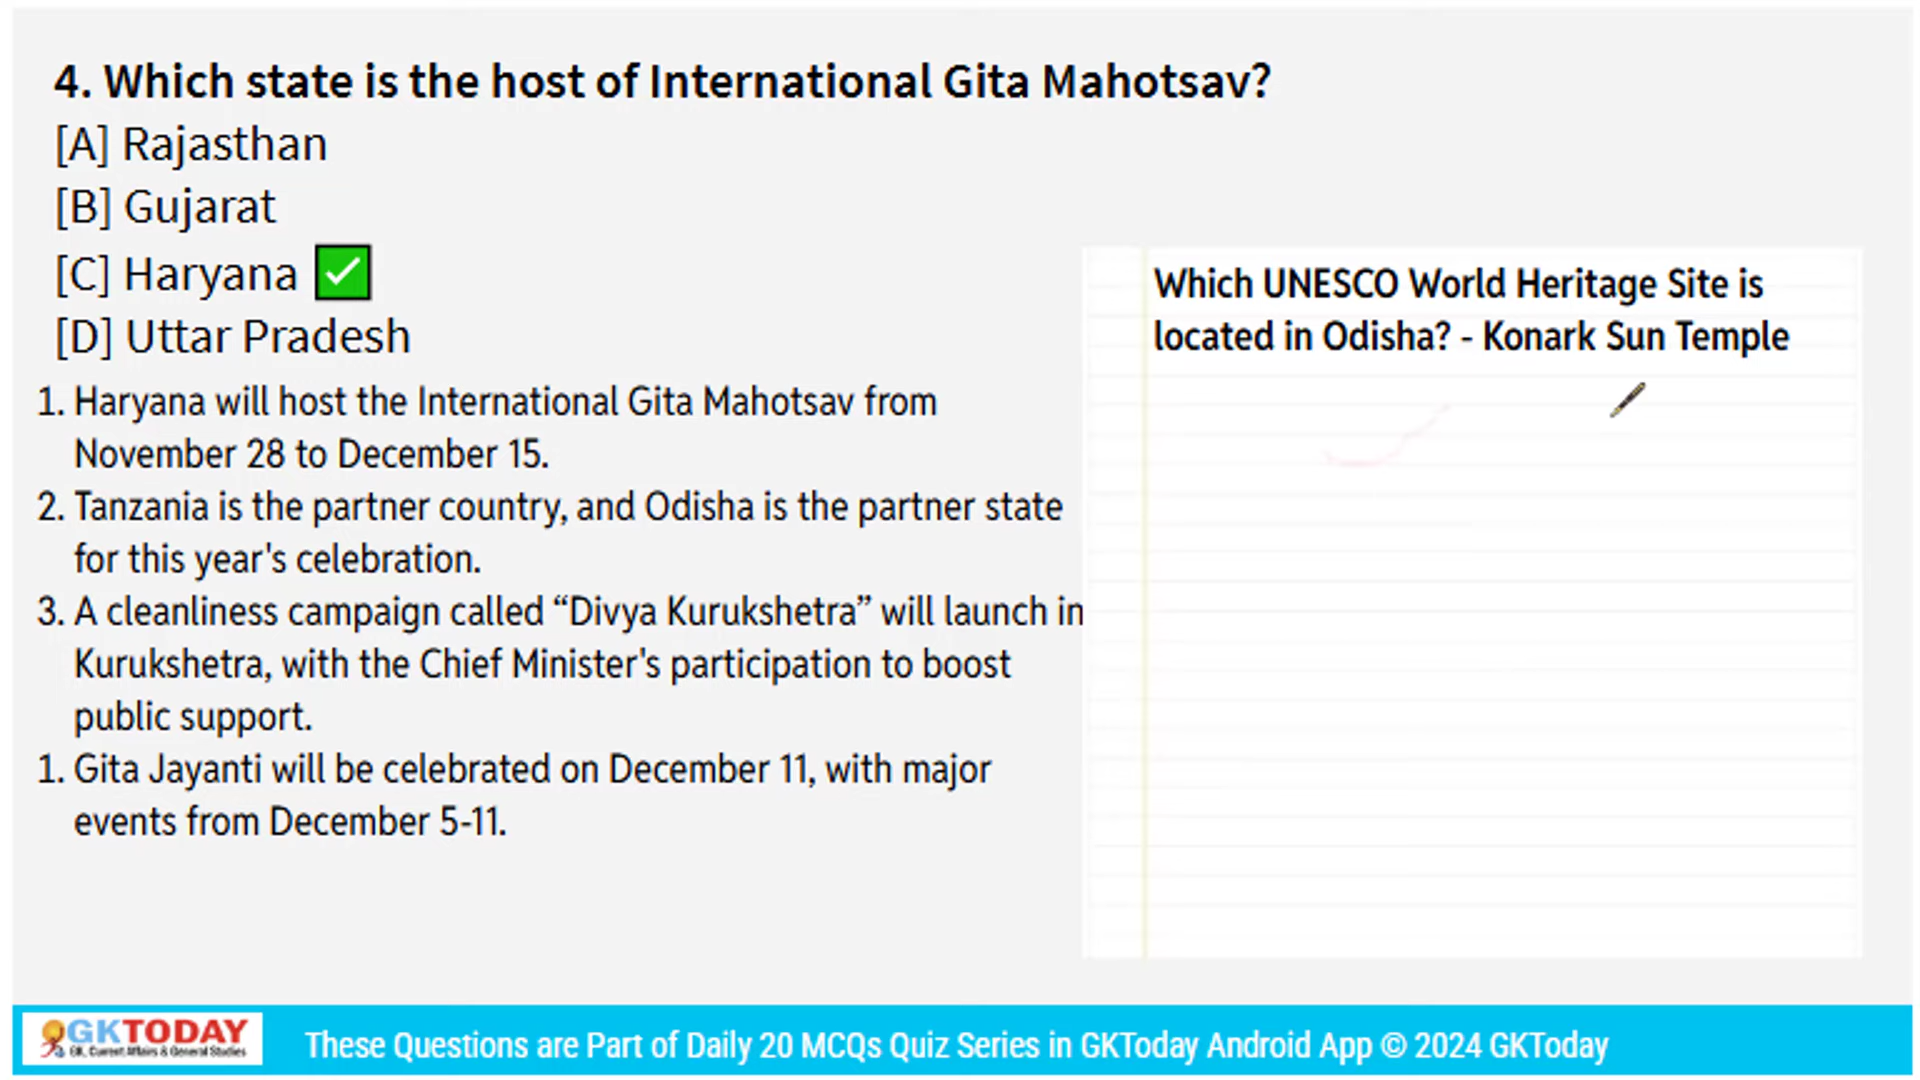 4. Which state is the host of International Gita Mahotsav?
[A] Rajasthan
[B] Gujarat
[C] Haryana
[D] Uttar Pradesh
1. Haryana will host the International Gita Mahotsav from
November 28 to December 15.
2. Tanzania is the partner country, and Odisha is the partner state
for this year's celebration.
3. A cleanliness campaign called “Divya Kurukshetra” will launch in
Kurukshetra, with the Chief Minister's participation to boost
public support.
1. Gita Jayanti will be celebrated on December 11, with major
events from December 5-11.
Which UNESCO World Heritage Site is
located in Odisha? - Konark Sun Temple
GKTODAY
GK, Current Affairs & General Studies
These Questions are Part of Daily 20 MCQs Quiz Series in GKToday Android App © 2024 GKToday